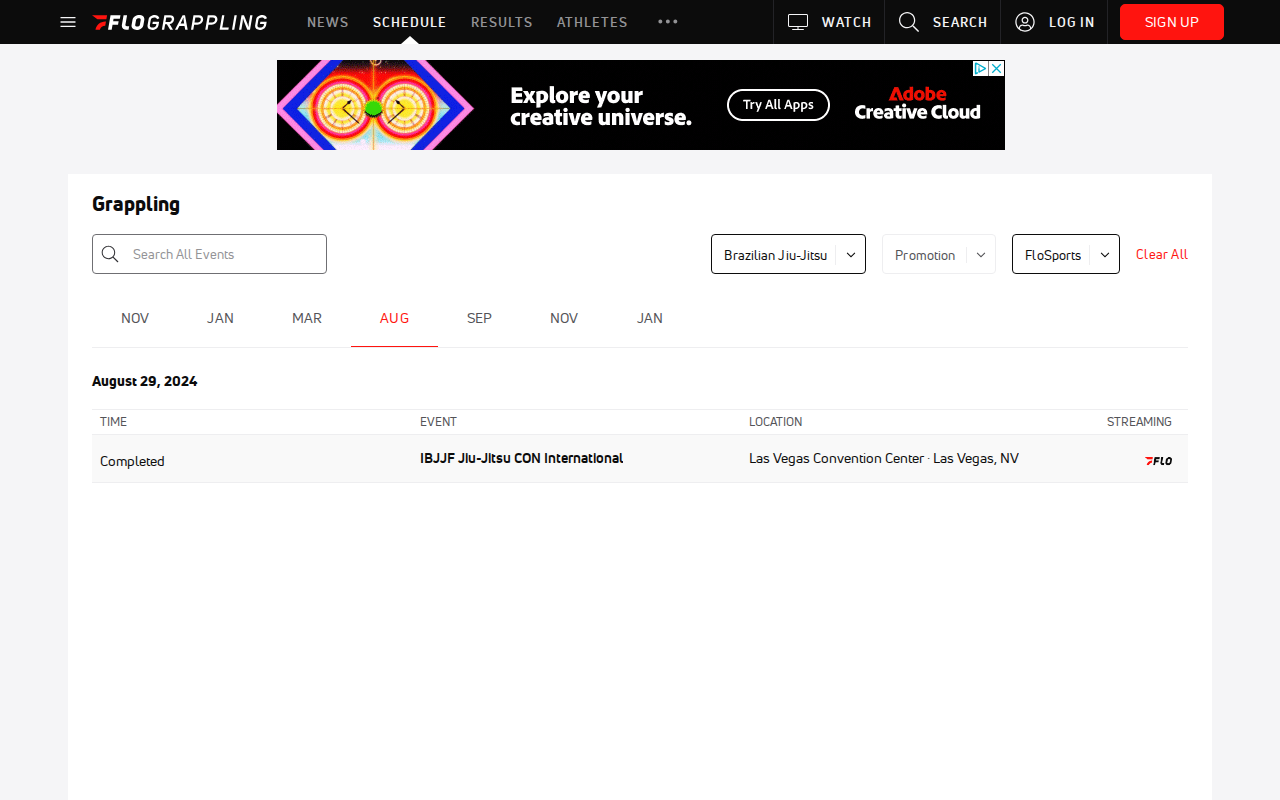 FLOGRAPPLING NEWS SCHEDULE RESULTS ATHLETES WATCH SEARCH LOG IN SIGN UP
Explore your
creative universe.
Try All Apps
Adobe
Creative Cloud
Grappling
Search All Events Brazilian Jiu-Jitsu Promotion FloSports Clear All
NOV JAN MAR AUG SEP NOV JAN
August 29, 2024
TIME EVENT LOCATION STREAMING
Completed IBJJF Jiu-Jitsu CON International Las Vegas Convention Center · Las Vegas, NV FLO